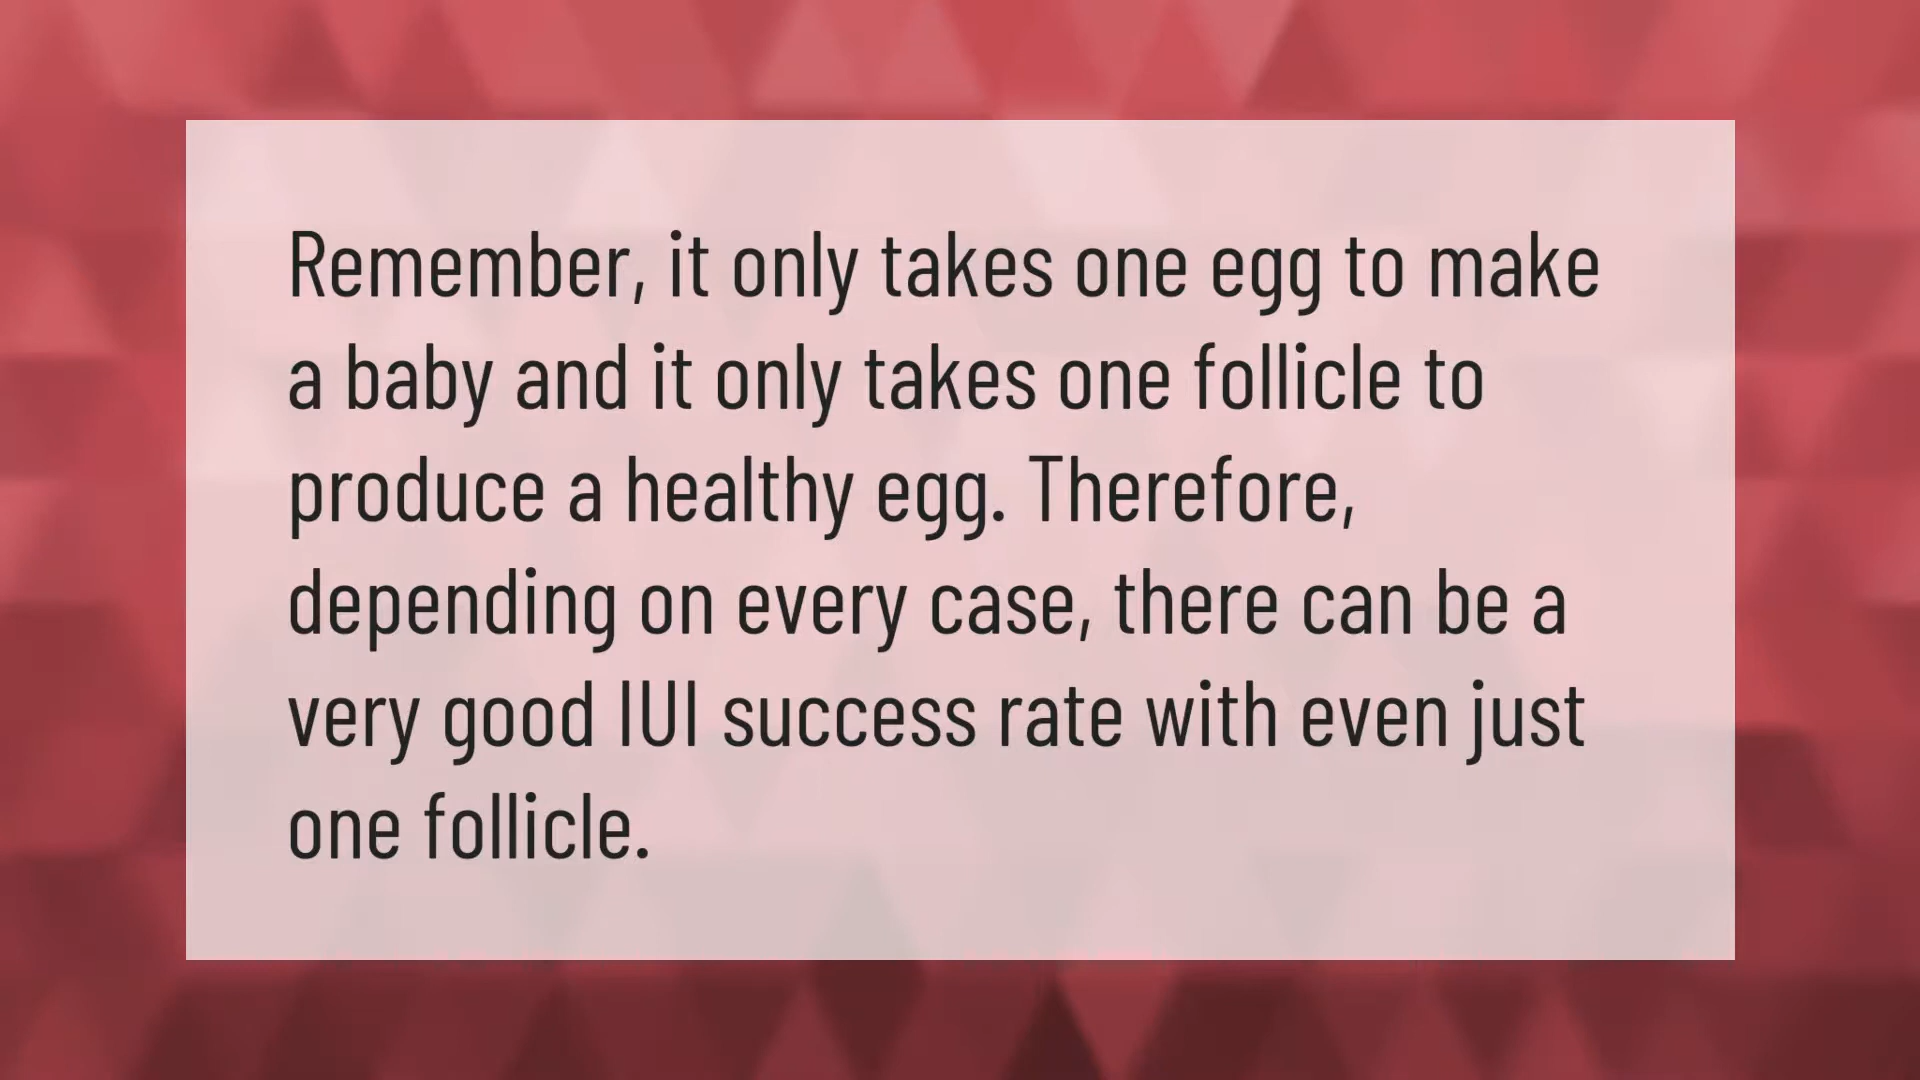 Remember, it only takes one egg to make
a baby and it only takes one follicle to
produce a healthy egg. Therefore,
depending on every case, there can be a
very good IUI success rate with even just
one follicle.